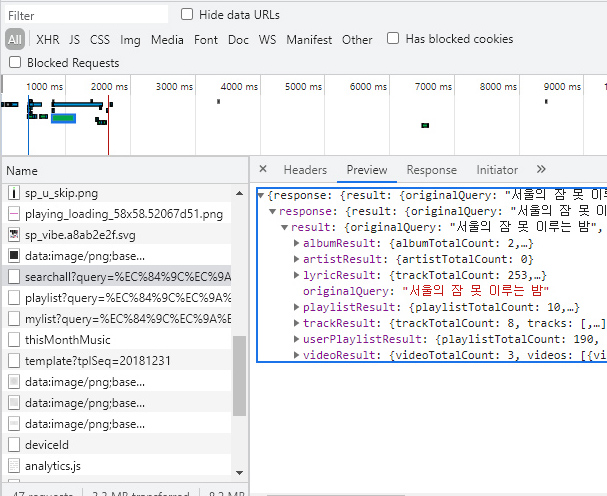 Filter
Hide data URLs
All XHR JS CSS Img Media Font Doc WS Manifest Other Has blocked cookies
Blocked Requests
1000 ms 2000 ms 3000 ms 4000 ms 5000 ms 6000 ms 7000 ms 8000 ms 9000 ms 1
Name
sp_u_skip.png
playing_loading_58x58.52067d51.png
sp_vibe.a8ab2e2f.svg
data:image/png;base...
searchall?query=%EC%84%9C%EC%9A
playlist?query=%EC%84%9C%EC%9A%
mylist?query=%EC%84%9C%EC%9A%E
thisMonthMusic
template?tplSeq=20181231
data:image/png;base...
data:image/png;base...
data:image/png;base...
deviceId
analytics.js
× Headers Preview Response Initiator »
▼{response: {result: {originalQuery: "서울의 잠 못 이
▼response: {result: {originalQuery: "서울의 잠 못 이
▼result: {originalQuery: "서울의 잠 못 이루는 밤",
▶albumResult: {albumTotalCount: 2,…}
▶artistResult: {artistTotalCount: 0}
▶lyricResult: {trackTotalCount: 253,…}
originalQuery: "서울의 잠 못 이루는 밤"
▶playlistResult: {playlistTotalCount: 10,…}
▶trackResult: {trackTotalCount: 8, tracks: [,…]
▶userPlaylistResult: {playlistTotalCount: 190,
▶videoResult: {videoTotalCount: 3, videos: [{vi